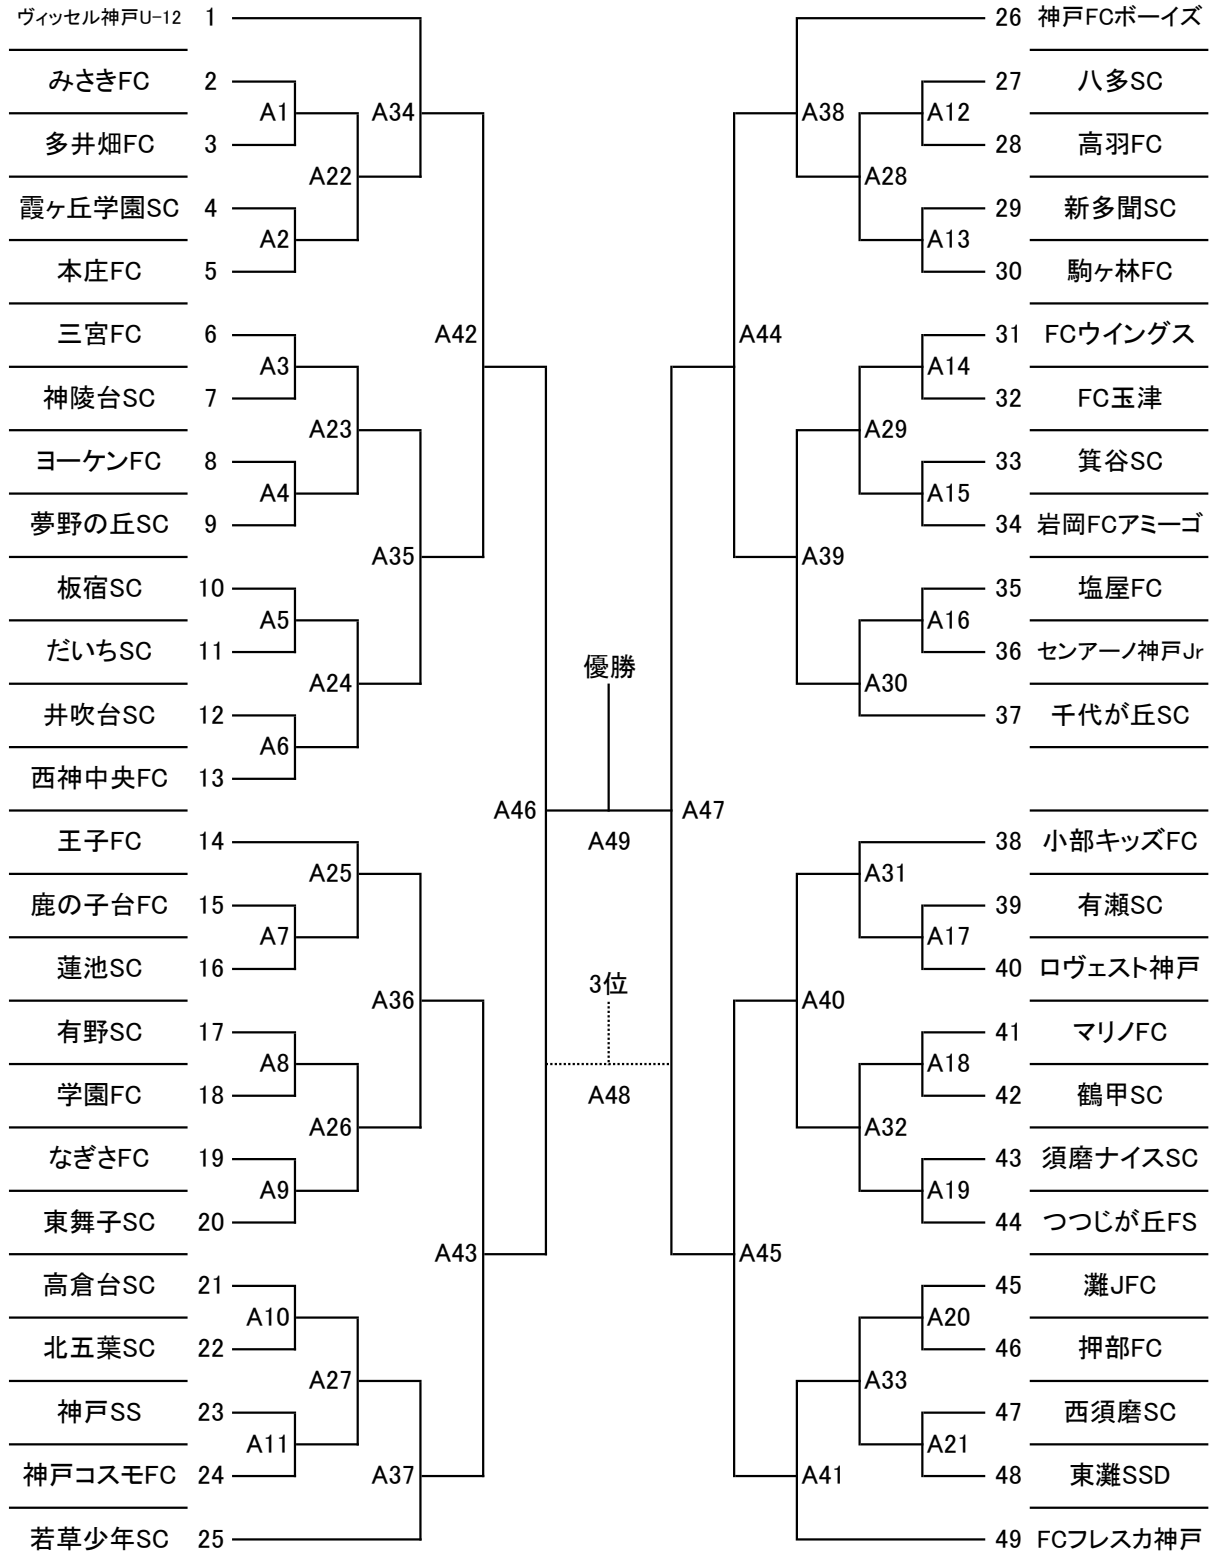 ヴィッセル神戸U-12 1
みさきFC 2
A1
多井畑FC 3
A34
A22
霞ヶ丘学園SC 4
A2
本庄FC 5
A42
三宮FC 6
A3
神陵台SC 7
A23
ヨーケンFC 8
A4
夢野の丘SC 9
A35
板宿SC 10
A5
だいちSC 11
A24
井吹台SC 12
A6
西神中央FC 13
A46
王子FC 14
A25
鹿の子台FC 15
A7
蓮池SC 16
A36
有野SC 17
A8
学園FC 18
A26
なぎさFC 19
A9
東舞子SC 20
A43
高倉台SC 21
A10
北五葉SC 22
A27
神戸SS 23
A11
神戸コスモFC 24
A37
若草少年SC 25
優勝
A49
3位
A48
26 神戸FCボーイズ
27 八多SC
A38
A12
28 高羽FC
A28
29 新多聞SC
A13
30 駒ヶ林FC
A44
31 FCウイングス
A14
32 FC玉津
A29
33 箕谷SC
A15
34 岩岡FCアミーゴ
A39
35 塩屋FC
A16
36 センアーノ神戸Jr
A30
37 千代が丘SC
A47
38 小部キッズFC
A31
39 有瀬SC
A17
40 ロヴェスト神戸
A40
41 マリノFC
A18
42 鶴甲SC
A32
43 須磨ナイスSC
A19
44 つつじが丘FS
A45
45 灘JFC
A20
46 押部FC
A33
47 西須磨SC
A21
48 東灘SSD
A41
49 FCフレスカ神戸